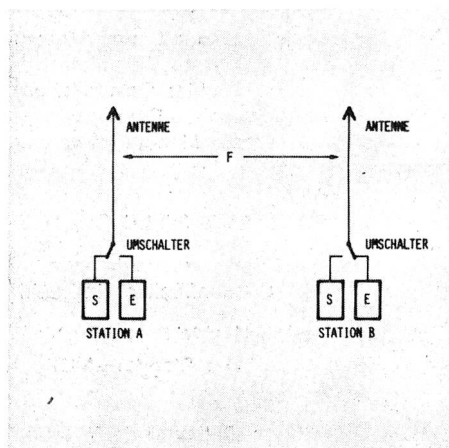 ANTENNE ANTENNE
F
UMSCHALTER UMSCHALTER
S E S E
STATION A STATION B